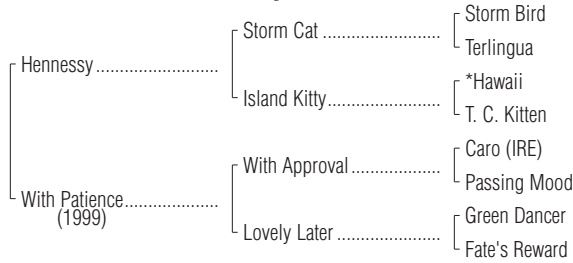 Storm Bird
Storm Cat ........................
Terlingua
Hennessy ..........................
*Hawaii
Island Kitty .......................
T. C. Kitten
Caro (IRE)
With Approval .....................
Passing Mood
With Patience ....................
(1999)
Green Dancer
Lovely Later ......................
Fate's Reward